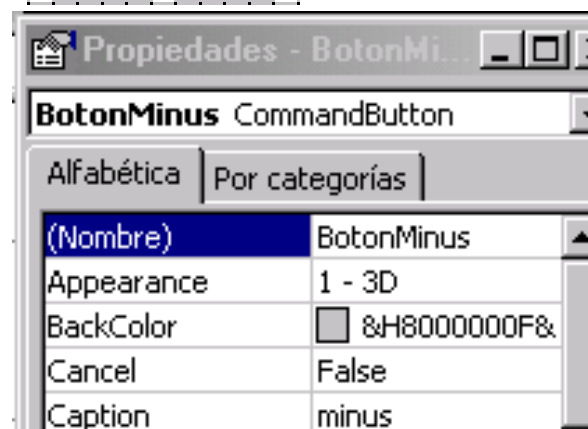 Propiedades - BotonMi...
BotonMinus CommandButton
Alfabética Por categorías
(Nombre) BotonMinus
Appearance 1 - 3D
BackColor &H8000000F&
Cancel False
Caption minus